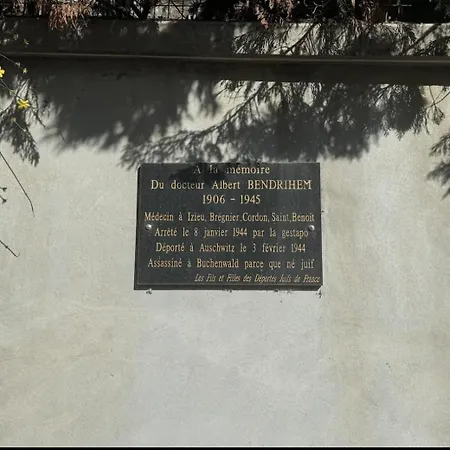 A la mémoire
Du docteur Albert BENDRIHEM
1906 - 1945
Médecin à Izieu, Brégnier.Cordon, Saint.Benoit
Arrêté le 8 janvier 1944 par la gestapo
Déporté à Auschwitz le 3 février 1944
Assassiné à Buchenwald parce que né juif
Les Fils et Filles des Déportés Juifs de France